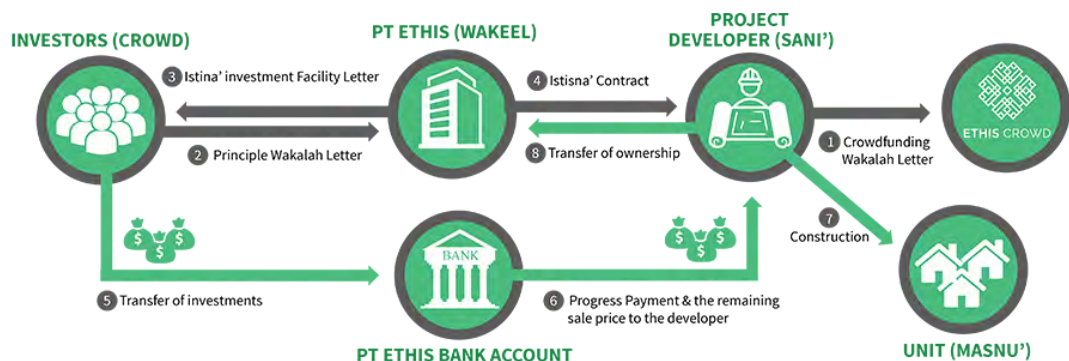 INVESTORS (CROWD)
PT ETHIS (WAKEEL)
PROJECT
DEVELOPER (SANI’)
3 Istina’ investment Facility Letter
4 Istisna’ Contract
ETHIS CROWD
2 Principle Wakalah Letter
8 Transfer of ownership
1 Crowdfunding
Wakalah Letter
7
Construction
$ $ $
$ $ $
BANK
5 Transfer of investments
6 Progress Payment & the remaining
sale price to the developer
PT ETHIS BANK ACCOUNT
UNIT (MASNU’)